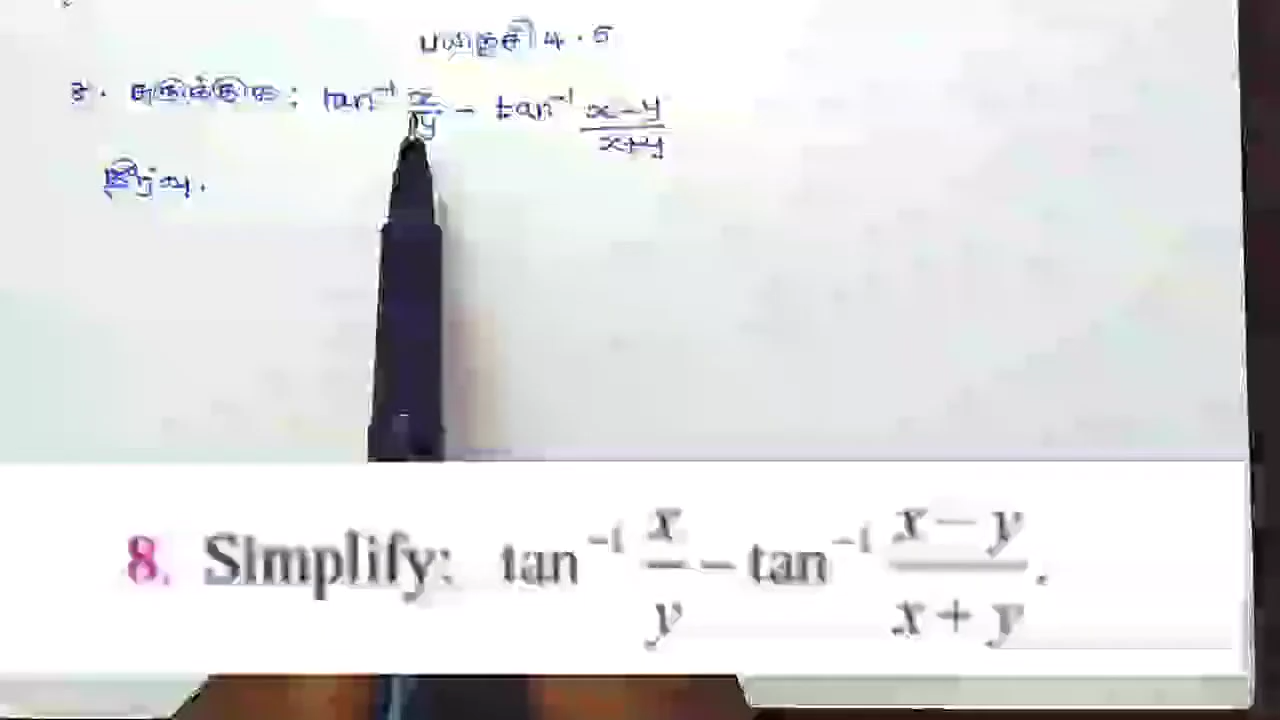 பயிற்சி 4.5
8. சுருக்குக : tan⁻¹ x/y - tan⁻¹ (x-y)/(x+y)
தீர்வு.
8. Simplify: tan⁻¹ x/y − tan⁻¹ (x−y)/(x+y).